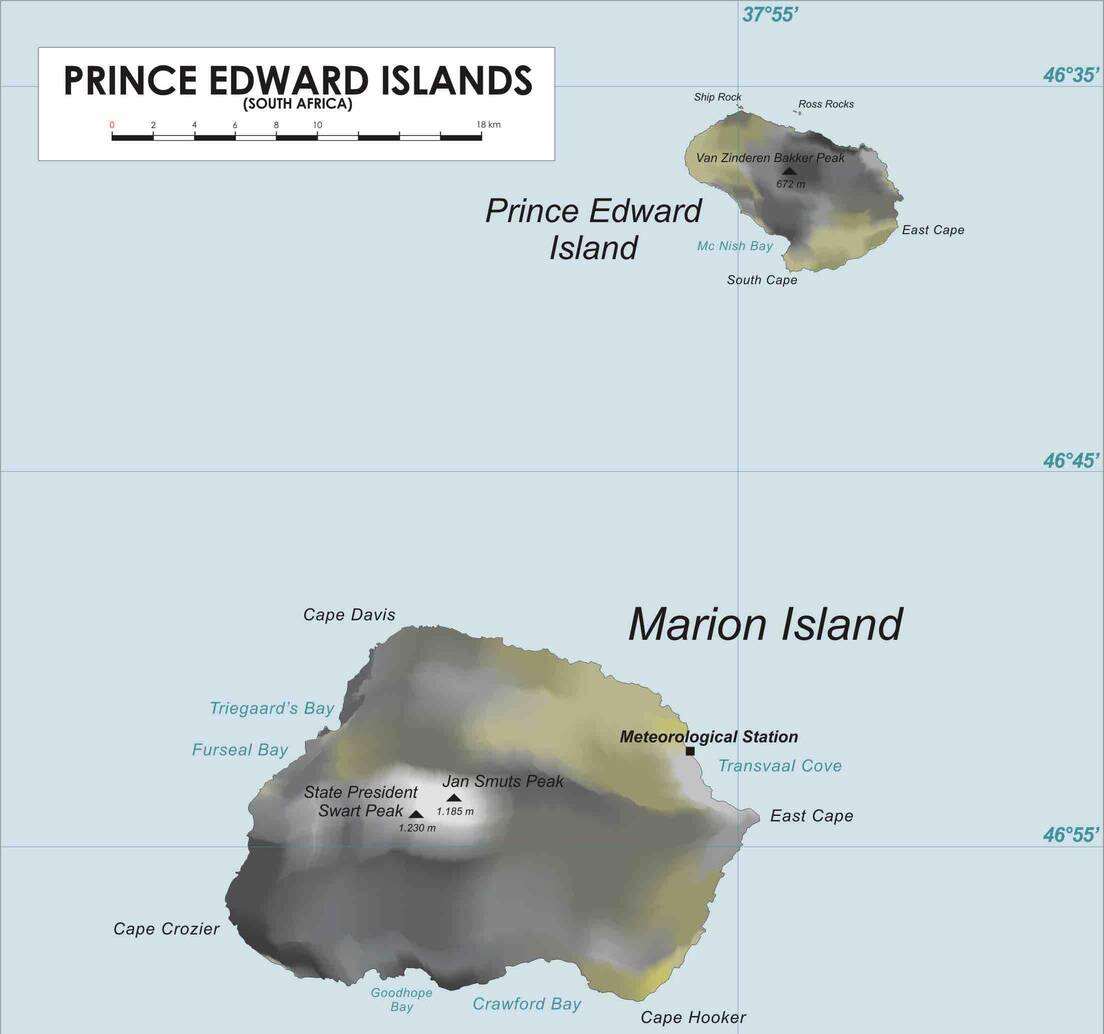 37°55'
46°35'
PRINCE EDWARD ISLANDS
(SOUTH AFRICA)
0 2 4 6 8 10 18 km
Ship Rock
Ross Rocks
Van Zinderen Bakker Peak
672 m
Prince Edward
Island
East Cape
Mc Nish Bay
South Cape
46°45'
Cape Davis
Marion Island
Triegaard's Bay
Furseal Bay
Meteorological Station
Transvaal Cove
Jan Smuts Peak
1.185 m
State President
Swart Peak
1.230 m
East Cape
46°55'
Cape Crozier
Goodhope
Bay
Crawford Bay
Cape Hooker